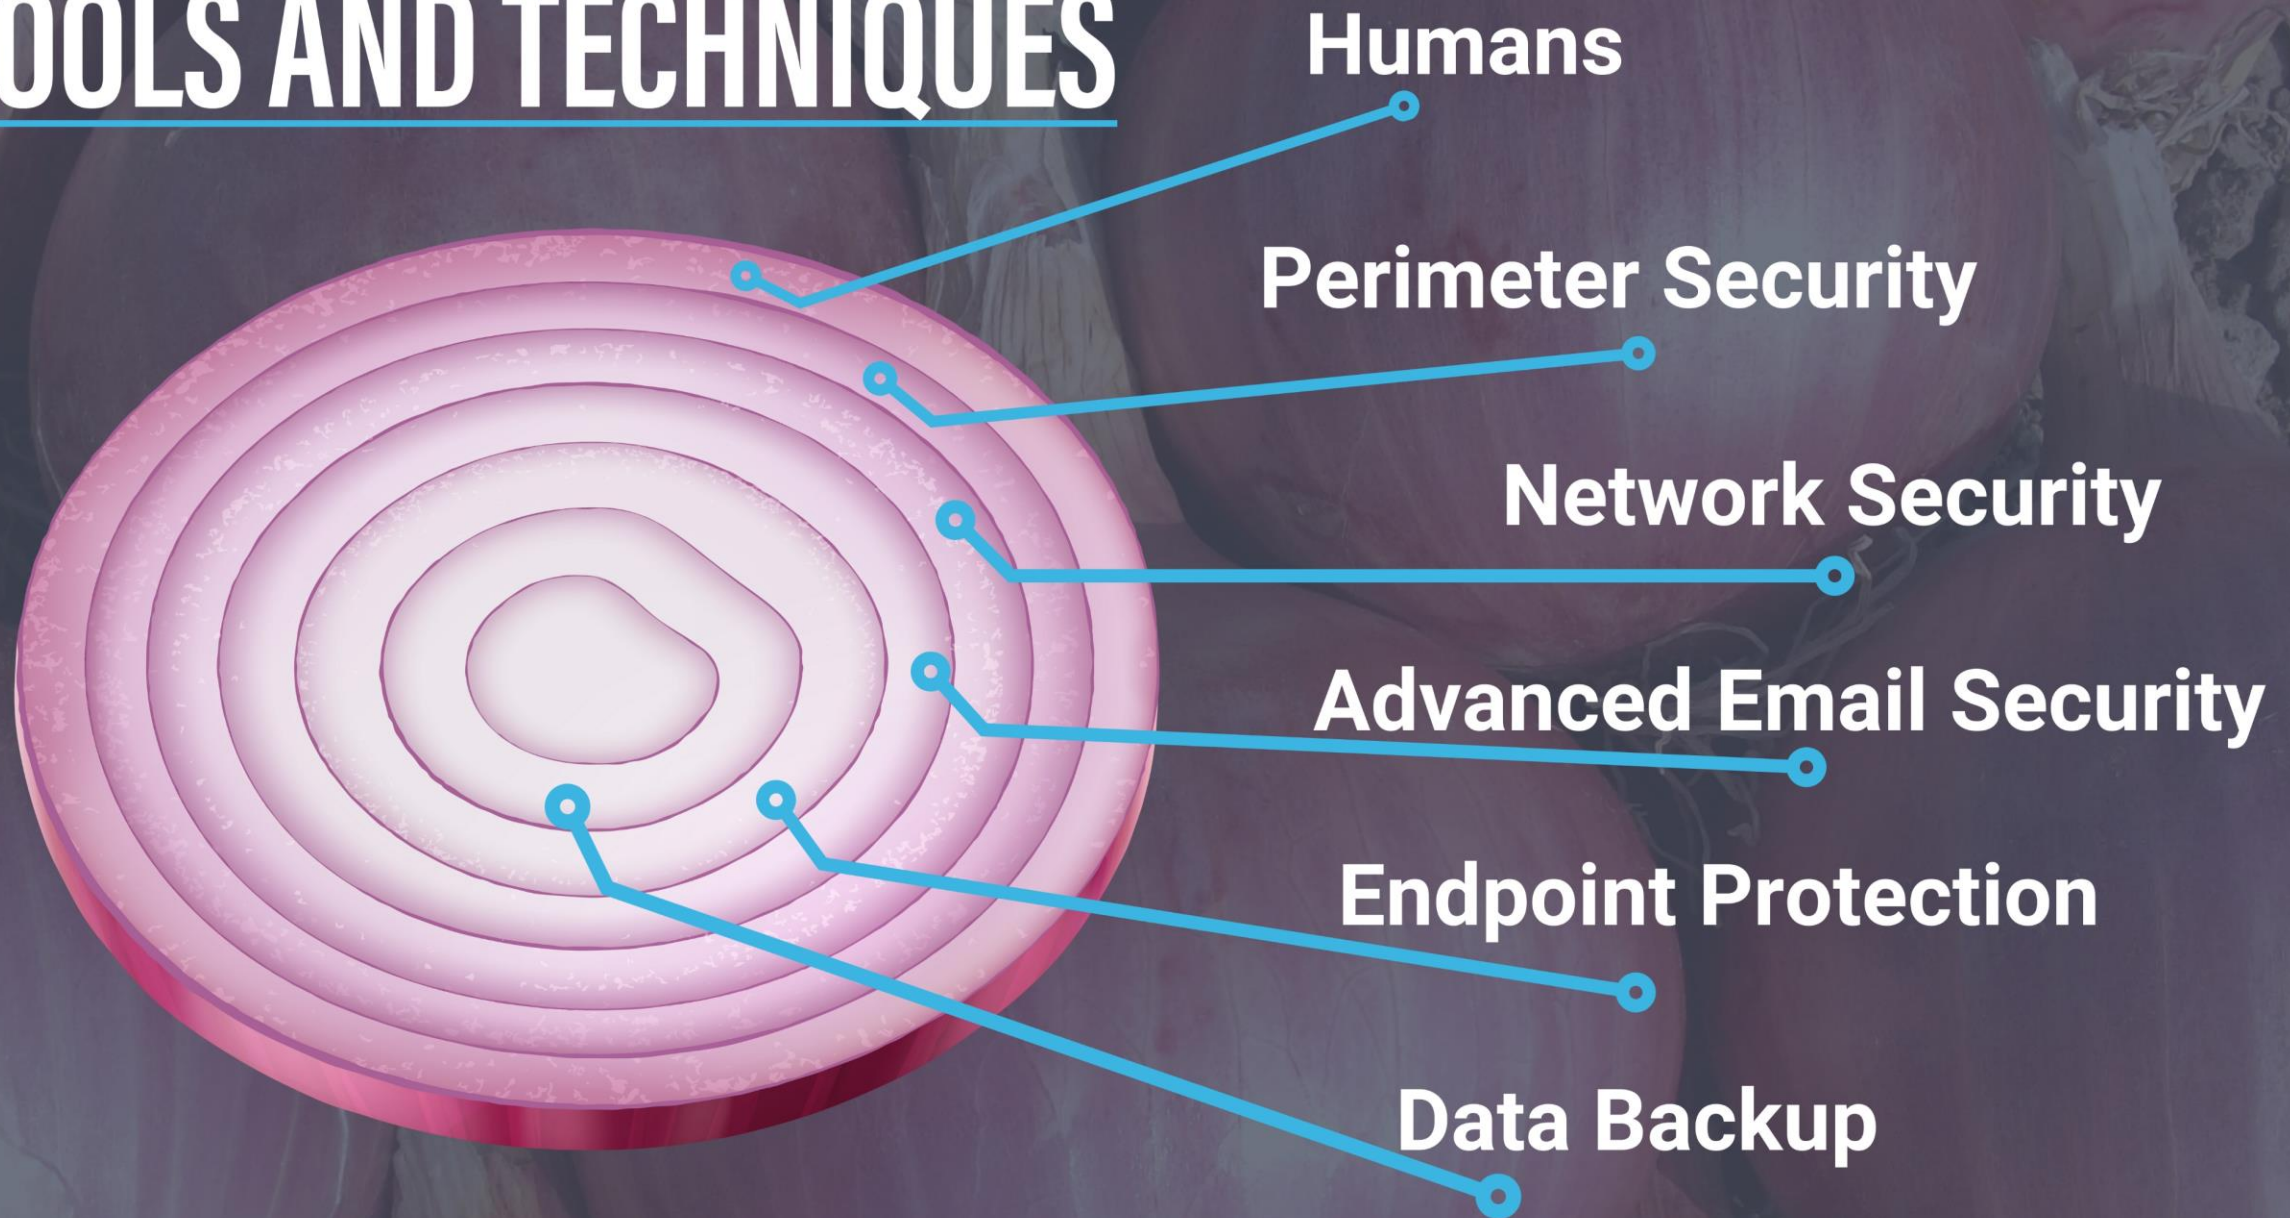 OOLS AND TECHNIQUES
Humans
Perimeter Security
Network Security
Advanced Email Security
Endpoint Protection
Data Backup